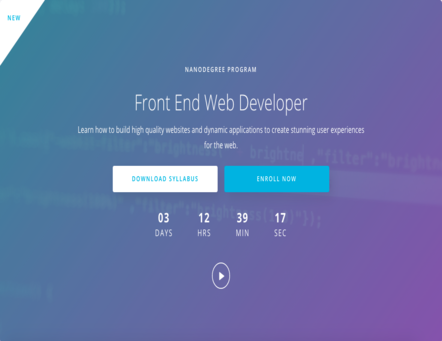 NEW
NANODEGREE PROGRAM
Front End Web Developer
Learn how to build high quality websites and dynamic applications to create stunning user experiences
for the web.
DOWNLOAD SYLLABUS
ENROLL NOW
03 12 39 17
DAYS HRS MIN SEC